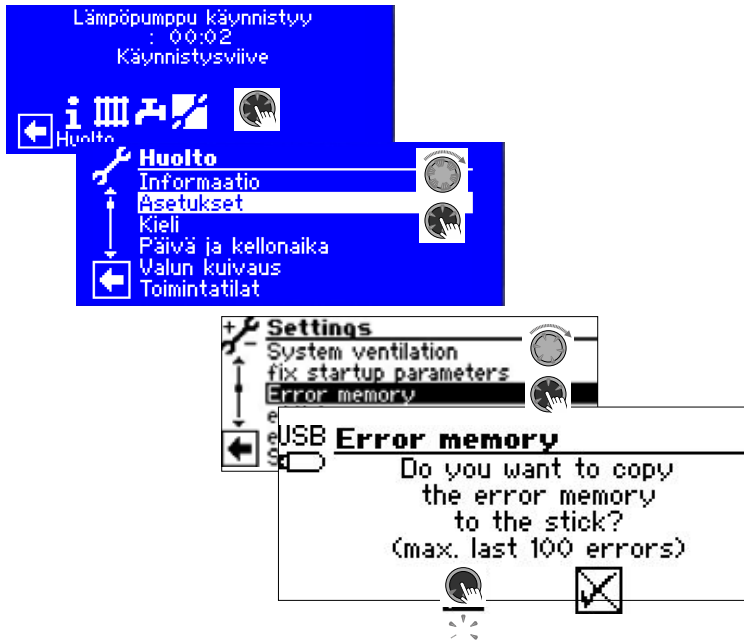 Lämpöpumppu käynnistyy
: 00:02
Käynnistysviive
Huolto
Huolto
Informaatio
Asetukset
Kieli
Päivä ja kellonaika
Valun kuivaus
Toimintatilat
Settings
System ventilation
fix startup parameters
Error memory
USB Error memory
Do you want to copy
the error memory
to the stick?
(max. last 100 errors)